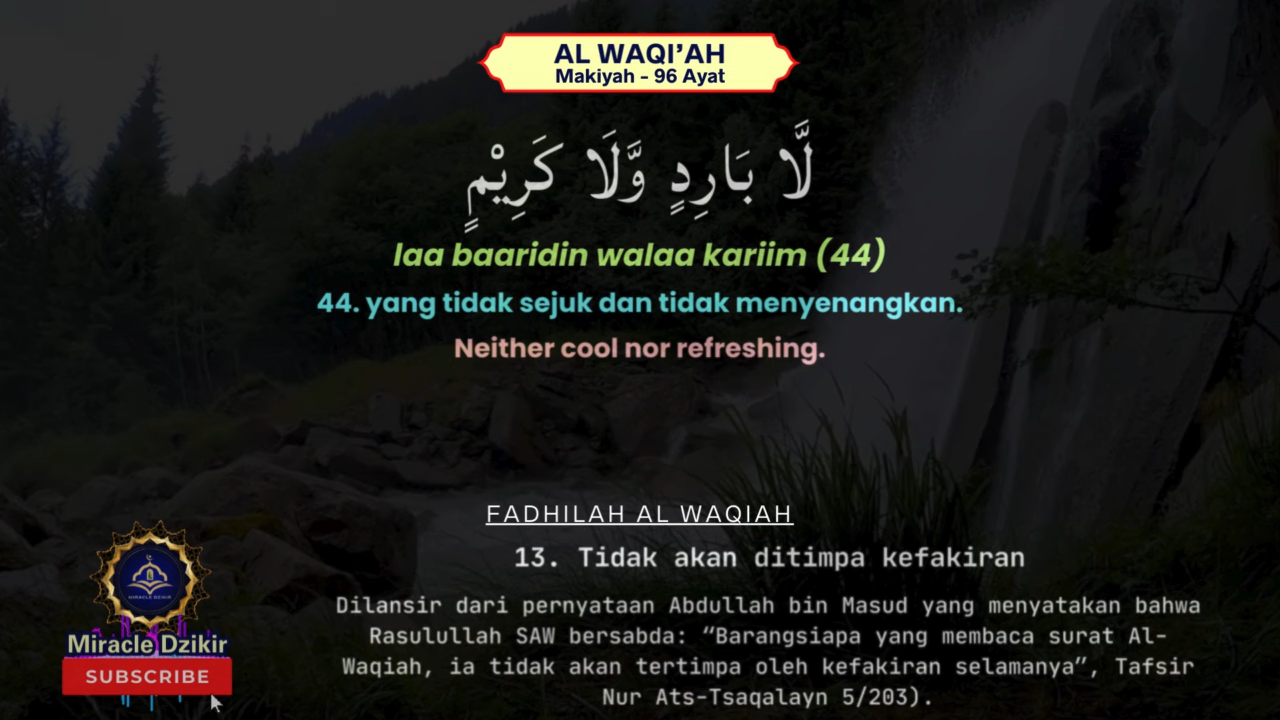 AL WAQI’AH
Makiyah - 96 Ayat
لَّا بَارِدٍ وَّلَا كَرِيْمٍ
laa baaridin walaa kariim (44)
44. yang tidak sejuk dan tidak menyenangkan.
Neither cool nor refreshing.
FADHILAH AL WAQIAH
13. Tidak akan ditimpa kefakiran
Dilansir dari pernyataan Abdullah bin Masud yang menyatakan bahwa
Rasulullah SAW bersabda: “Barangsiapa yang membaca surat Al-
Waqiah, ia tidak akan tertimpa oleh kefakiran selamanya”, Tafsir
Nur Ats-Tsaqalayn 5/203).
MIRACLE DZIKIR
Miracle Dzikir
SUBSCRIBE